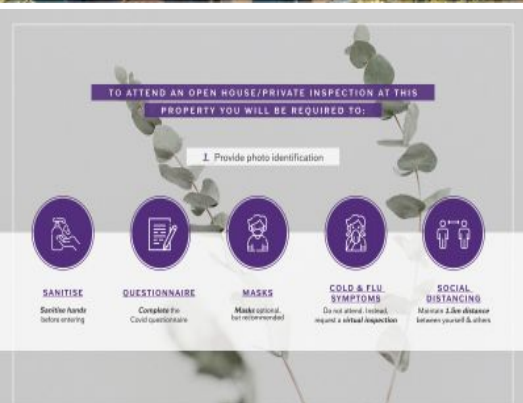 TO ATTEND AN OPEN HOUSE/PRIVATE INSPECTION AT THIS
PROPERTY YOU WILL BE REQUIRED TO:
1. Provide photo identification
SANITISE
Sanitise hands
before entering
QUESTIONNAIRE
Complete the
Covid questionnaire
MASKS
Masks optional,
but recommended
COLD & FLU
SYMPTOMS
Do not attend. Instead,
request a virtual inspection
SOCIAL
DISTANCING
Maintain 1.5m distance
between yourself & others